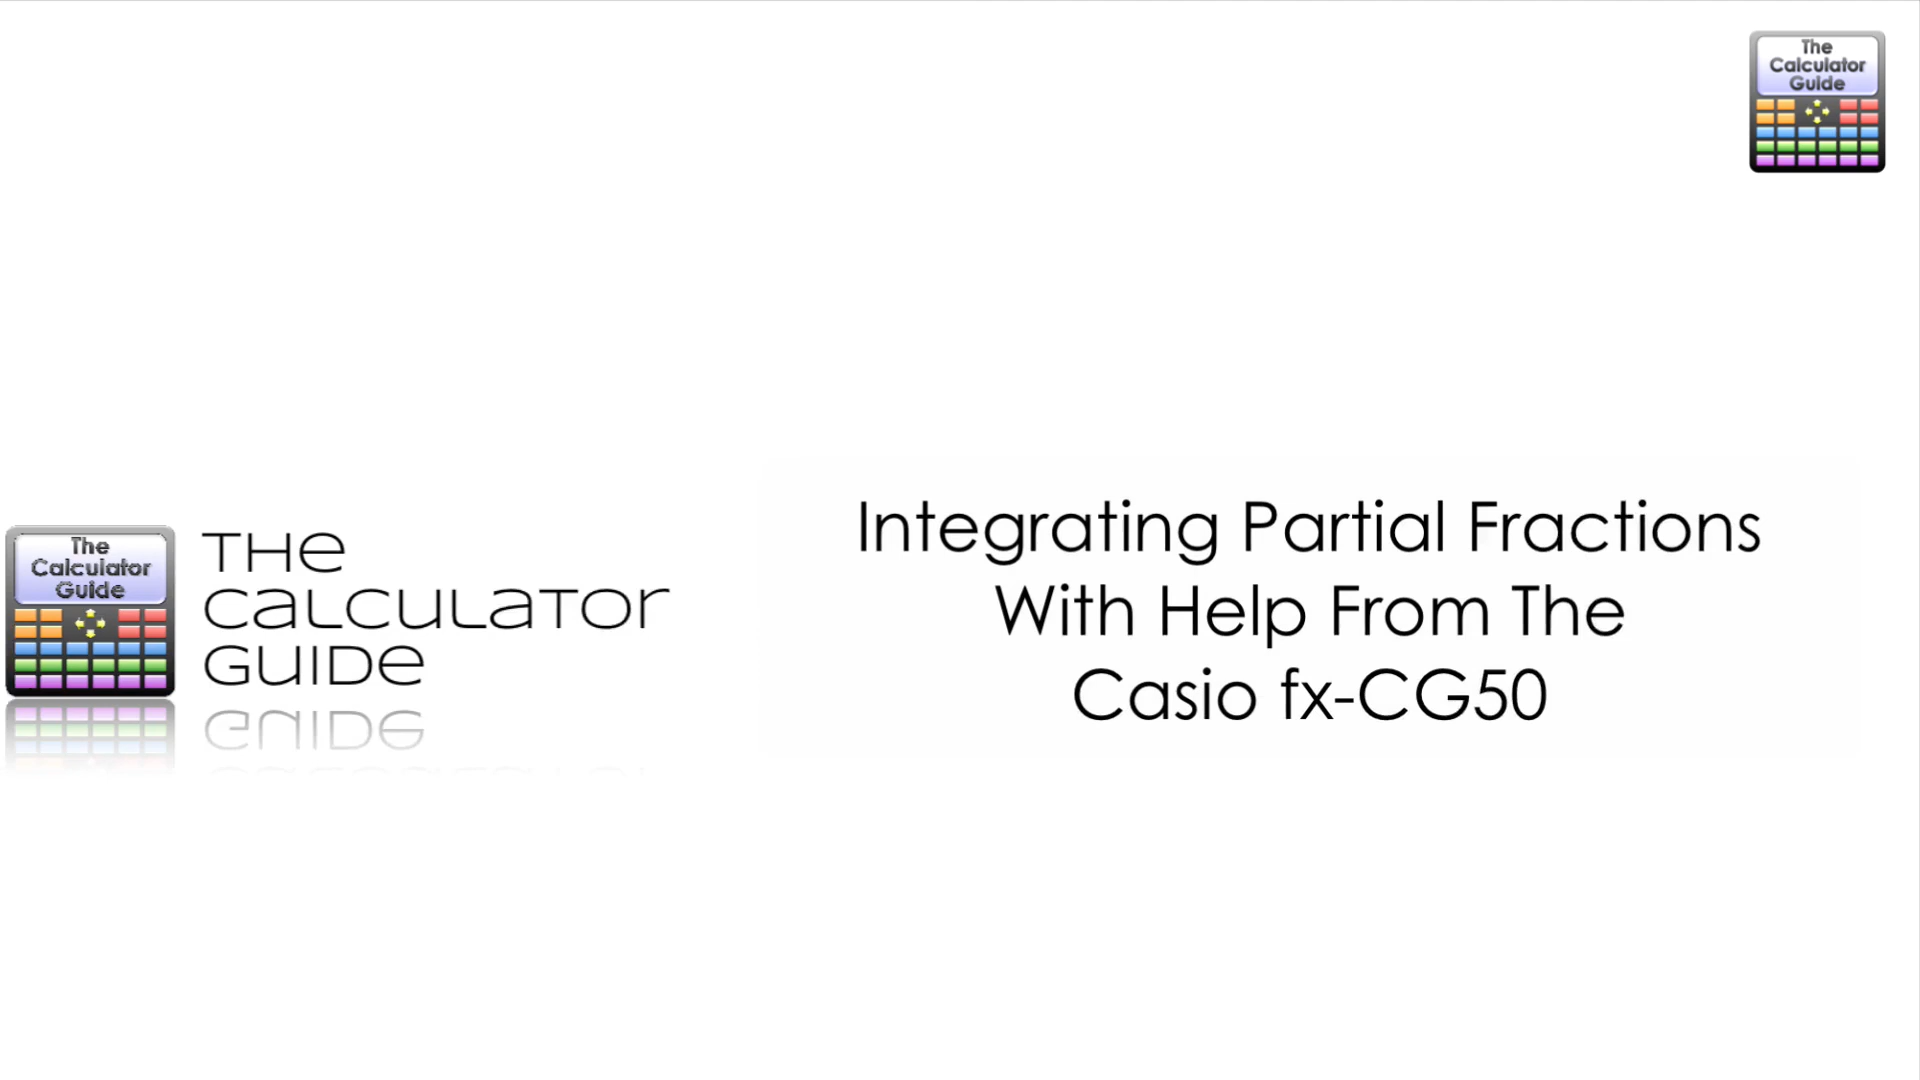 The
Calculator
Guide
The
Calculator
Guide
THe
CaLCULaTOr
GUIDe
Integrating Partial Fractions
With Help From The
Casio fx-CG50